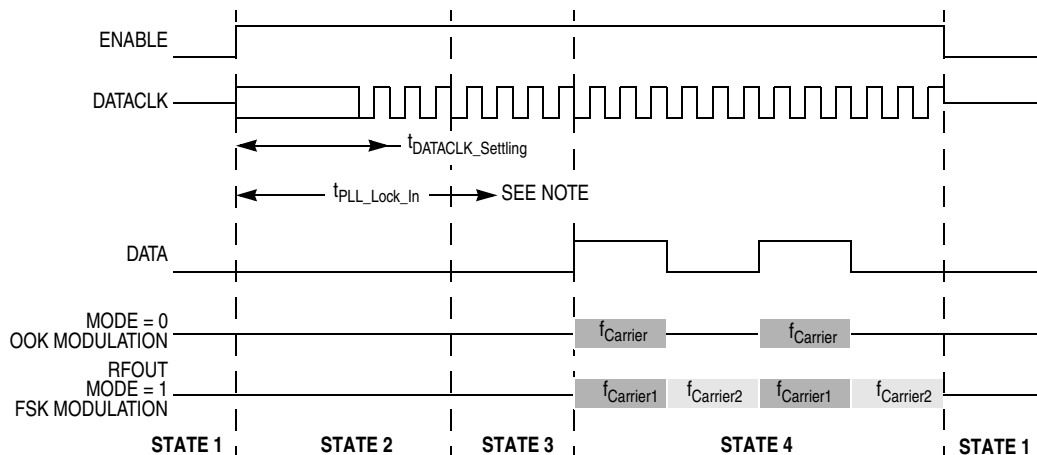 ENABLE
DATACLK
tDATACLK_Settling
tPLL_Lock_In
SEE NOTE
DATA
MODE = 0
OOK MODULATION
fCarrier
fCarrier
RFOUT
MODE = 1
FSK MODULATION
fCarrier1
fCarrier2
fCarrier1
fCarrier2
STATE 1
STATE 2
STATE 3
STATE 4
STATE 1